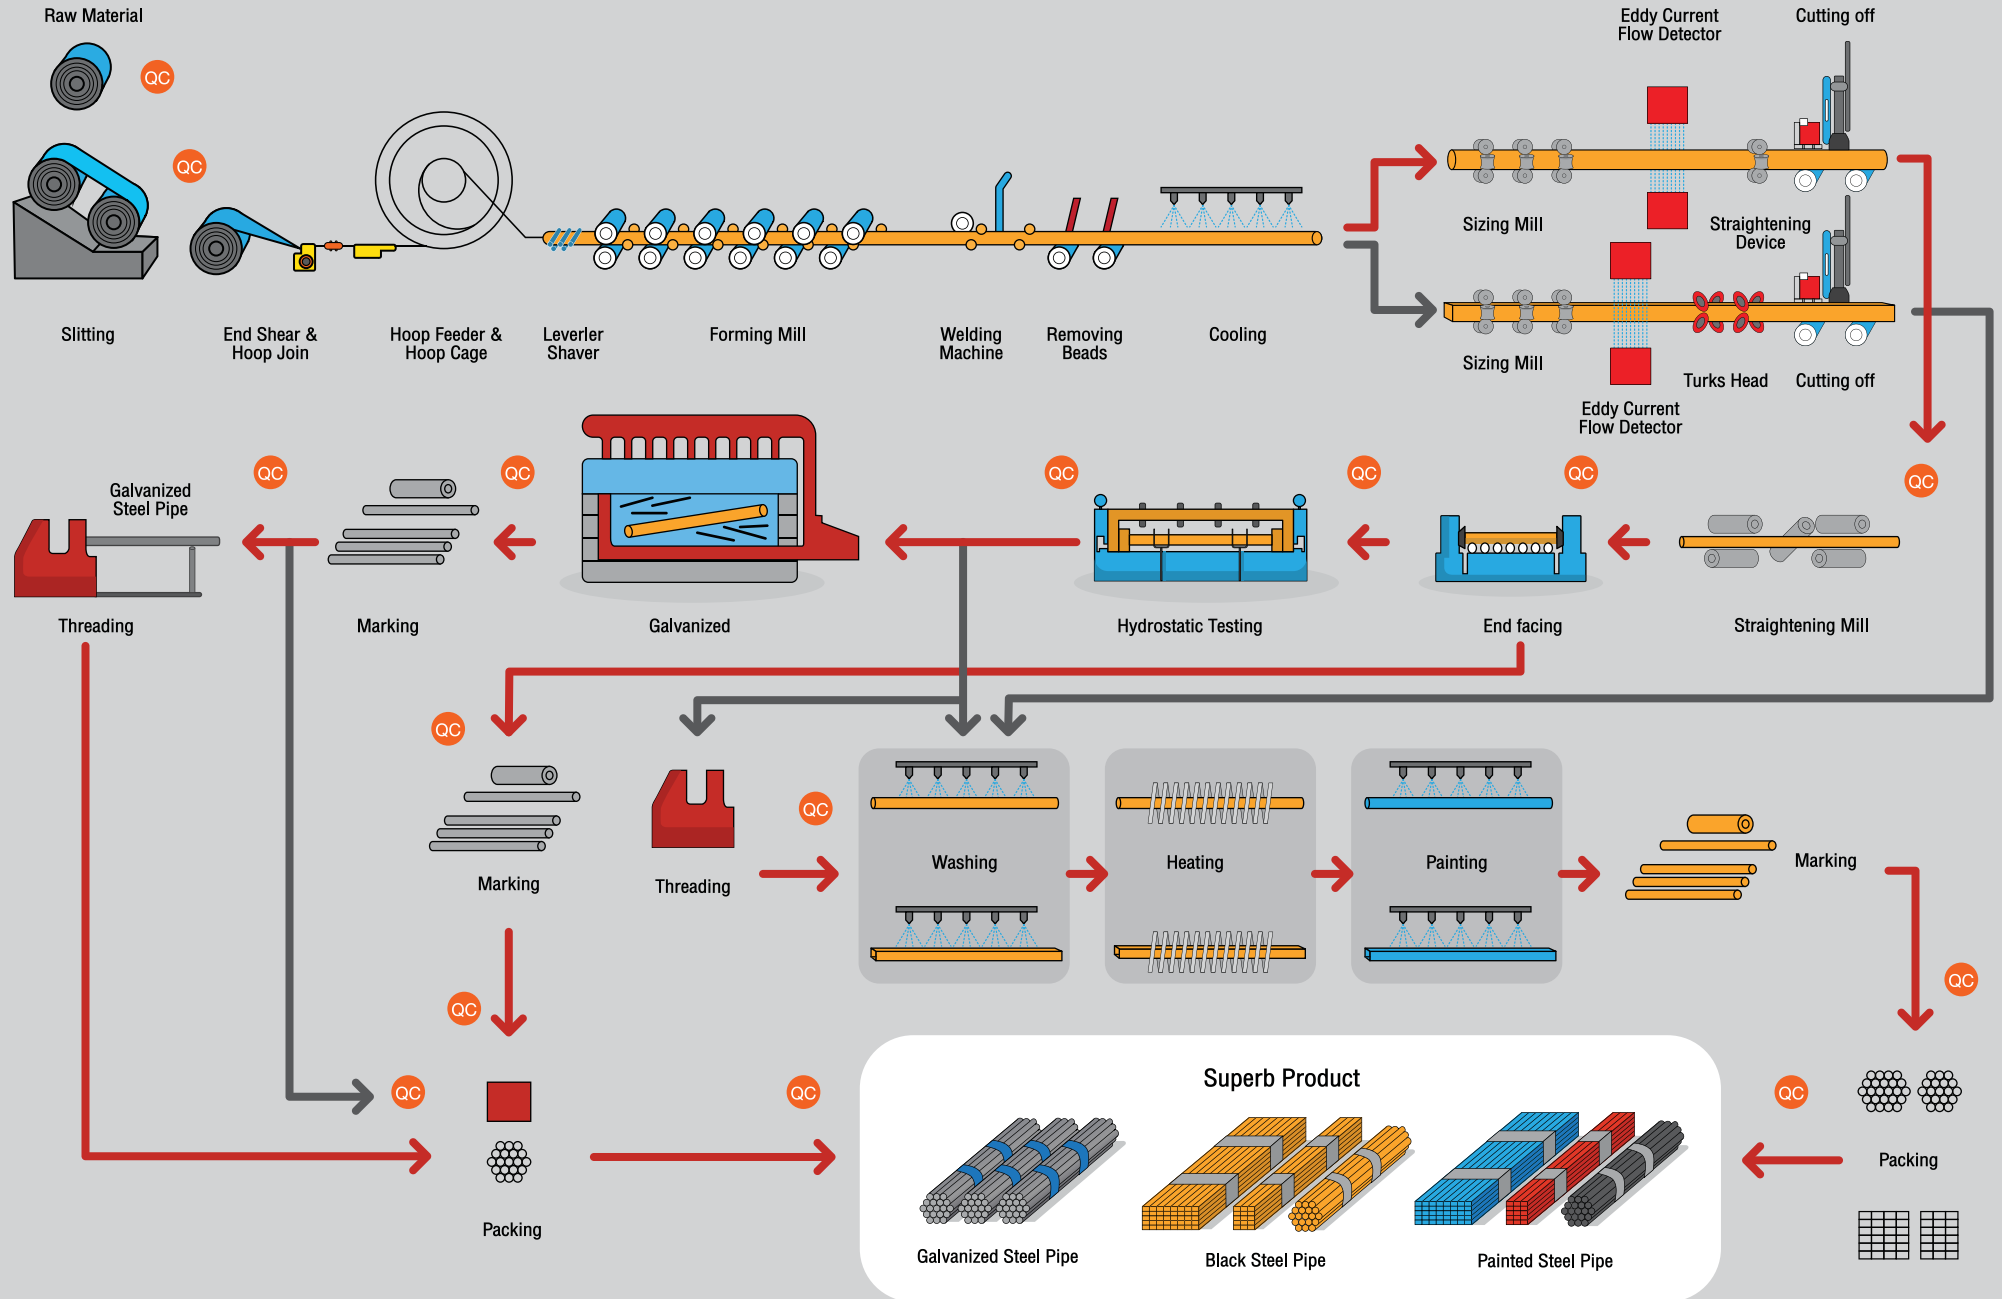 Raw Material
QC
QC
Slitting
End Shear &
Hoop Join
Hoop Feeder &
Hoop Cage
Leverler
Shaver
Forming Mill
Welding
Machine
Removing
Beads
Cooling
Eddy Current
Flow Detector
Cutting off
Sizing Mill
Straightening
Device
Sizing Mill
Turks Head
Cutting off
Eddy Current
Flow Detector
QC
QC
QC
QC
QC
QC
Galvanized
Steel Pipe
Threading
Marking
Galvanized
Hydrostatic Testing
End facing
Straightening Mill
QC
Marking
Threading
QC
Washing
Heating
Painting
Marking
QC
QC
QC
Packing
QC
Superb Product
Galvanized Steel Pipe
Black Steel Pipe
Painted Steel Pipe
QC
Packing